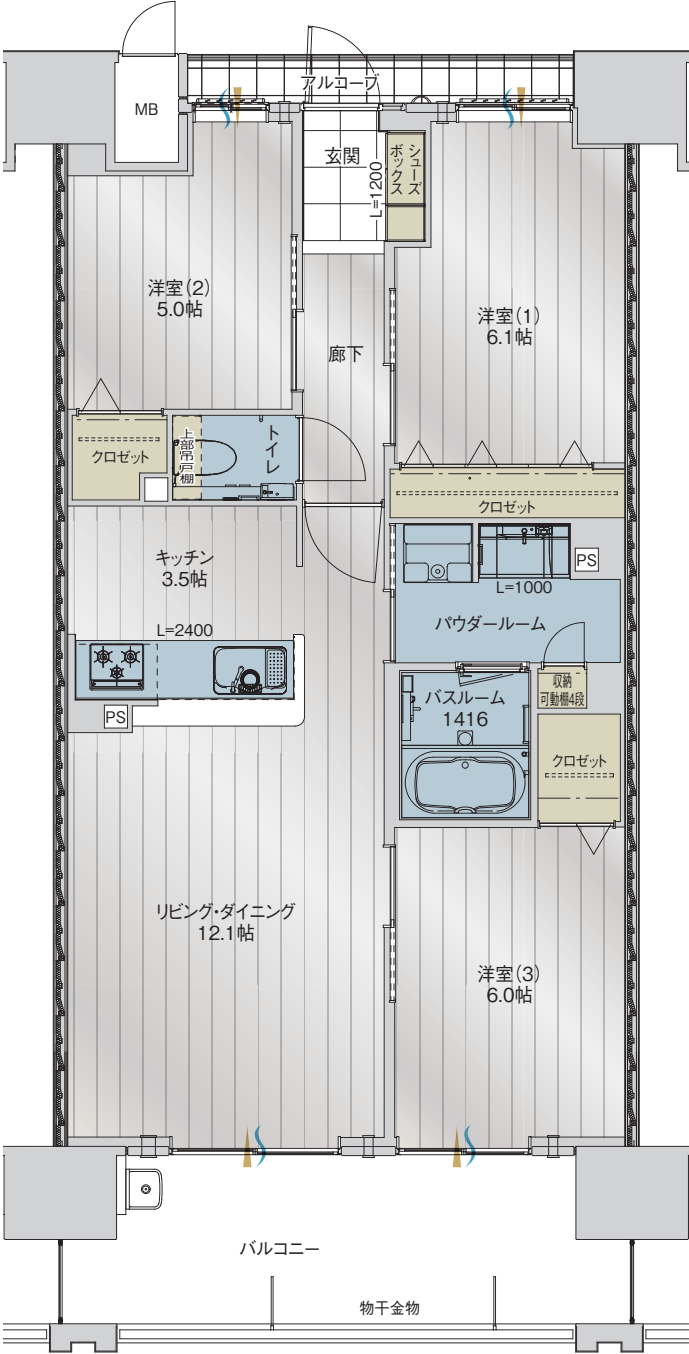 アルコーブ
MB
玄関
シューズ
ボックス
L=1200
洋室(2)
5.0帖
洋室(1)
6.1帖
廊下
クロゼット
上部吊戸棚
トイレ
クロゼット
キッチン
3.5帖
L=2400
PS
L=1000
PS
パウダールーム
バスルーム
1416
収納
可動棚4段
クロゼット
リビング・ダイニング
12.1帖
洋室(3)
6.0帖
バルコニー
物干金物